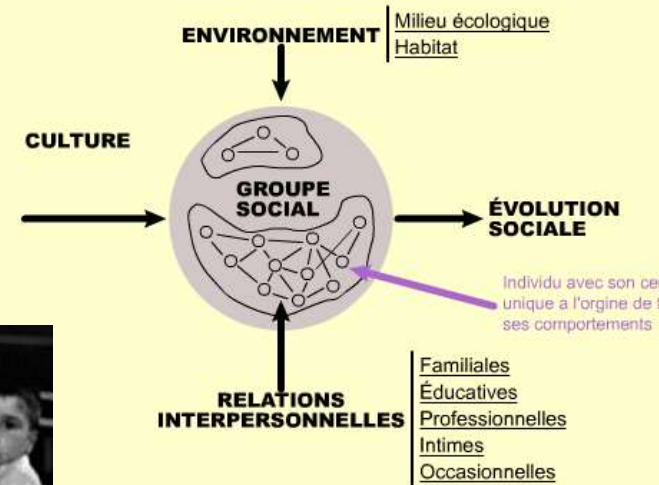 ENVIRONNEMENT
Milieu écologique
Habitat
CULTURE
GROUPE
SOCIAL
ÉVOLUTION
SOCIALE
Individu avec son
unique a l'orgine de
ses comportements
RELATIONS
INTERPERSONNELLES
Familiales
Éducatives
Professionnelles
Intimes
Occasionnelles